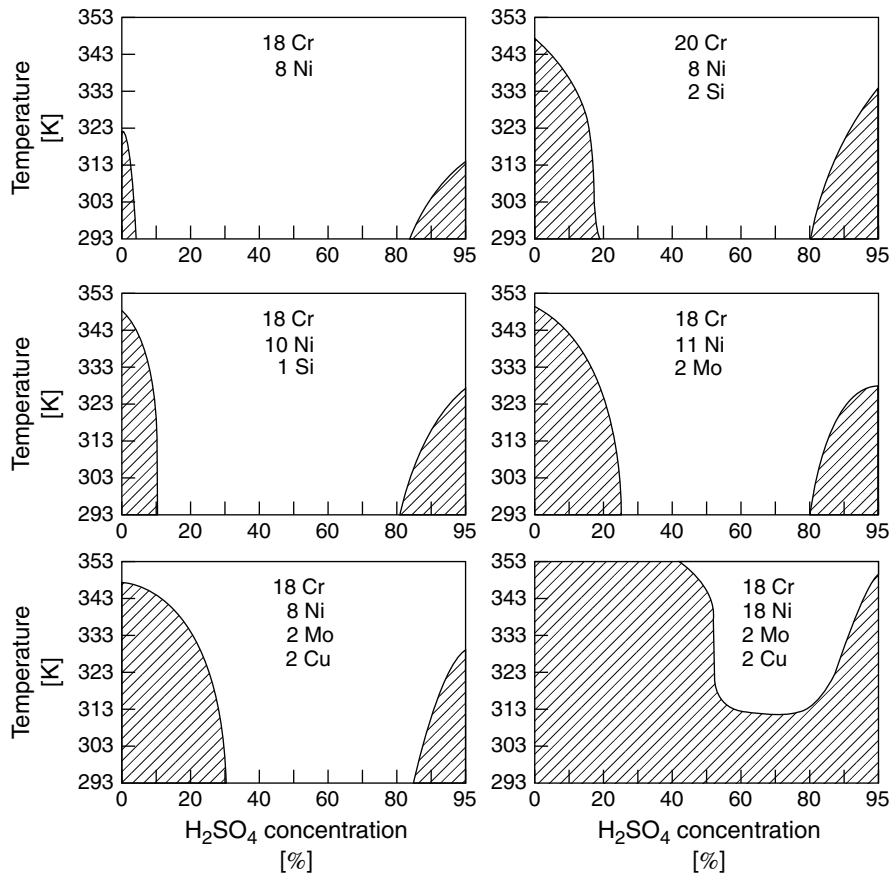 Temperature
[K]
353
343
333
323
313
303
293
18 Cr
8 Ni
0
20
40
60
80
95
353
343
333
323
313
303
293
20 Cr
8 Ni
2 Si
0
20
40
60
80
95
Temperature
[K]
353
343
333
323
313
303
293
18 Cr
10 Ni
1 Si
0
20
40
60
80
95
353
343
333
323
313
303
293
18 Cr
11 Ni
2 Mo
0
20
40
60
80
95
Temperature
[K]
353
343
333
323
313
303
293
18 Cr
8 Ni
2 Mo
2 Cu
0
20
40
60
80
95
H₂SO₄ concentration
[%]
353
343
333
323
313
303
293
18 Cr
18 Ni
2 Mo
2 Cu
0
20
40
60
80
95
H₂SO₄ concentration
[%]